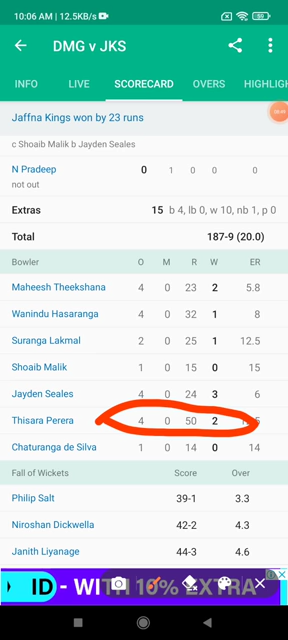 10:06 AM | 12.5KB/s
DMG v JKS
INFO LIVE SCORECARD OVERS HIGHLIGH
Jaffna Kings won by 23 runs
c Shoaib Malik b Jayden Seales
N Pradeep 0 1 0 0 0
not out
Extras 15 b 4, lb 0, w 10, nb 1, p 0
Total 187-9 (20.0)
Bowler O M R W ER
Maheesh Theekshana 4 0 23 2 5.8
Wanindu Hasaranga 4 0 32 1 8
Suranga Lakmal 2 0 25 1 12.5
Shoaib Malik 1 0 15 0 15
Jayden Seales 4 0 24 3 6
Thisara Perera 4 0 50 2
Chaturanga de Silva 1 0 14 0 14
Fall of Wickets Score Over
Philip Salt 39-1 3.3
Niroshan Dickwella 42-2 4.3
Janith Liyanage 44-3 4.6
ID - WITH 10% EXTRA